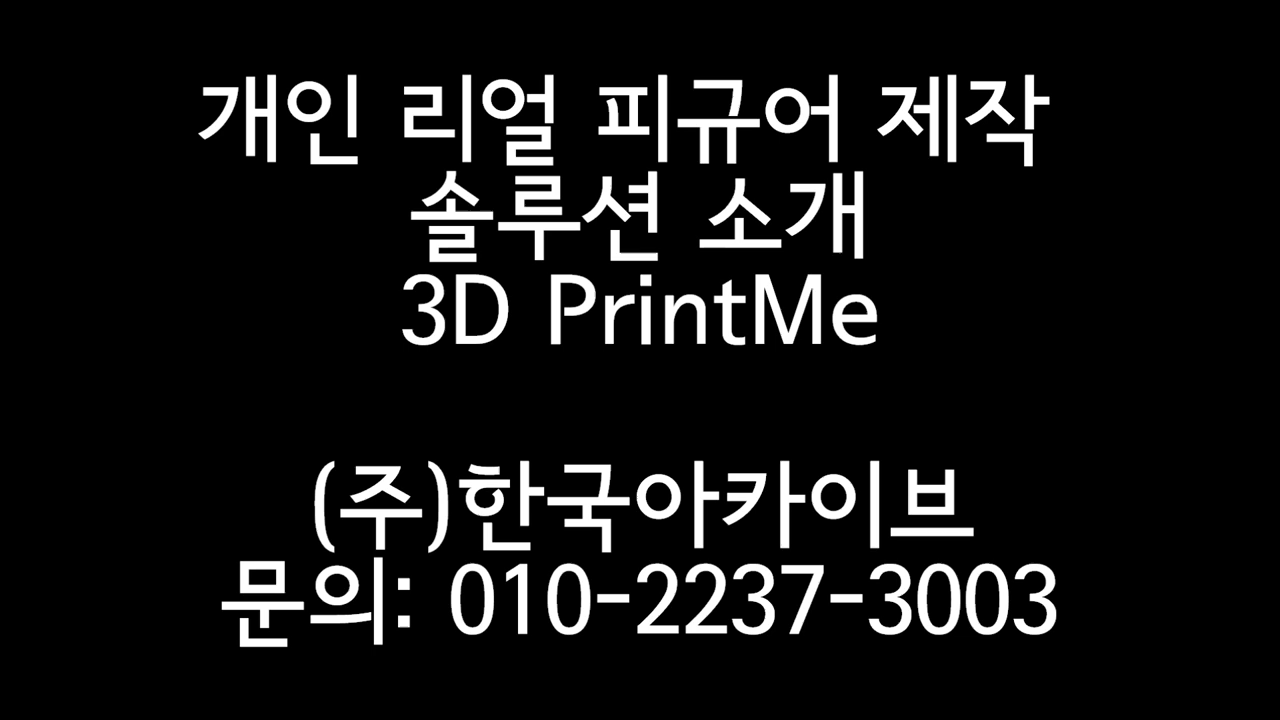 개인 리얼 피규어 제작
솔루션 소개
3D PrintMe
(주)한국아카이브
문의: 010-2237-3003